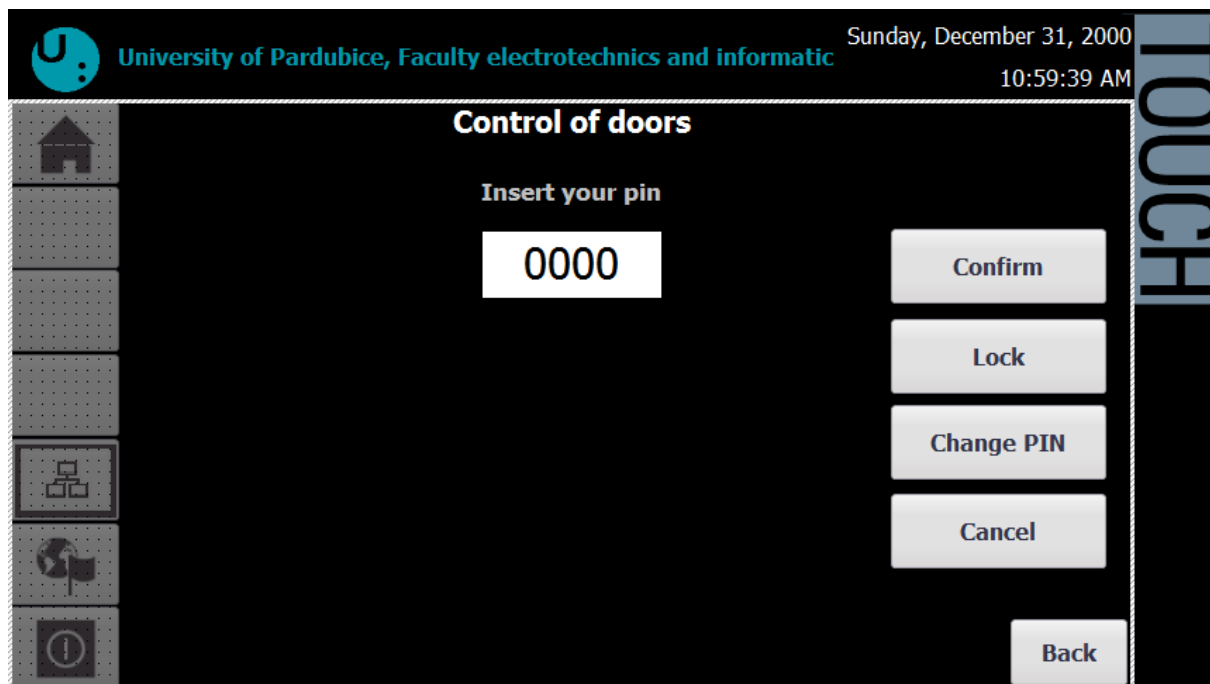 University of Pardubice, Faculty electrotechnics and informatic
Sunday, December 31, 2000
10:59:39 AM
TOUCH
Control of doors
Insert your pin
0000
Confirm
Lock
Change PIN
Cancel
Back